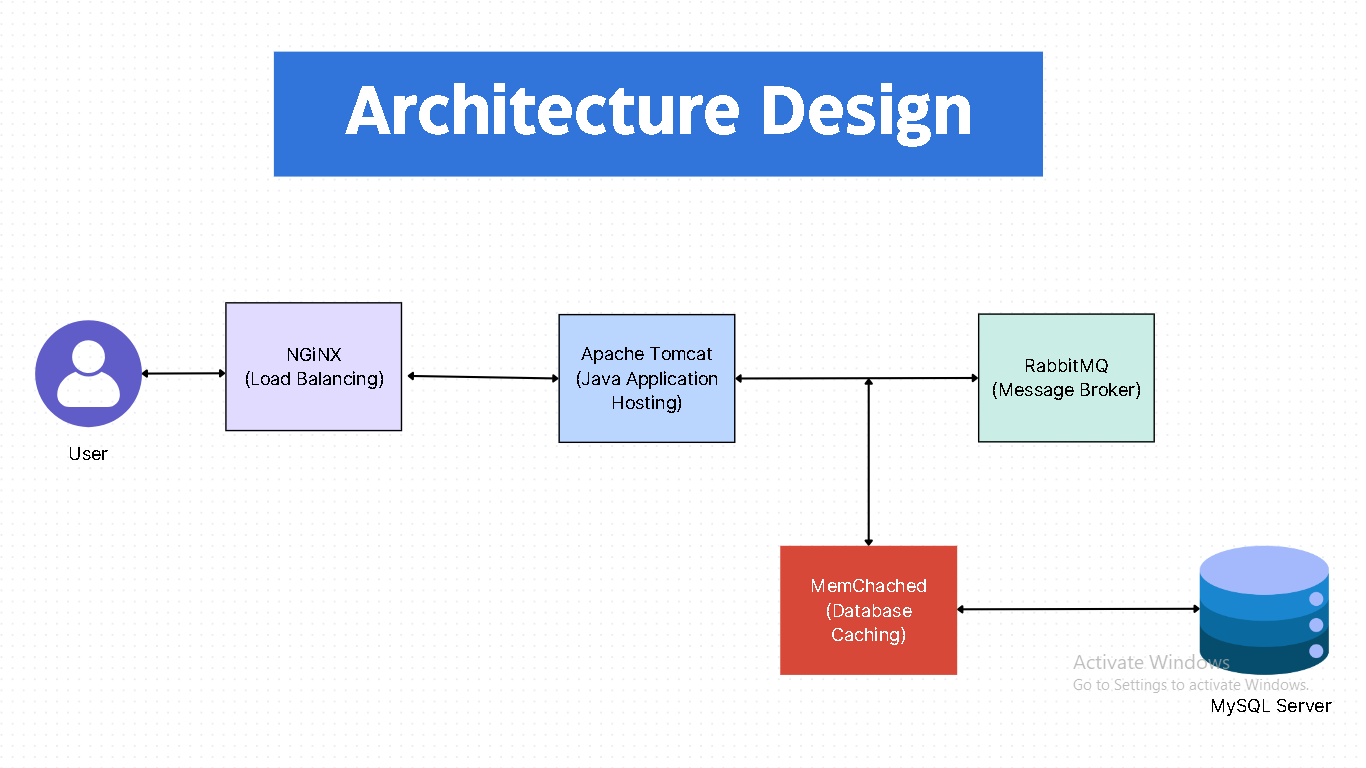 Architecture Design
NGiNX
(Load Balancing)
Apache Tomcat
(Java Application
Hosting)
RabbitMQ
(Message Broker)
User
MemChached
(Database
Caching)
Activate Windows
Go to Settings to activate Windows.
MySQL Server